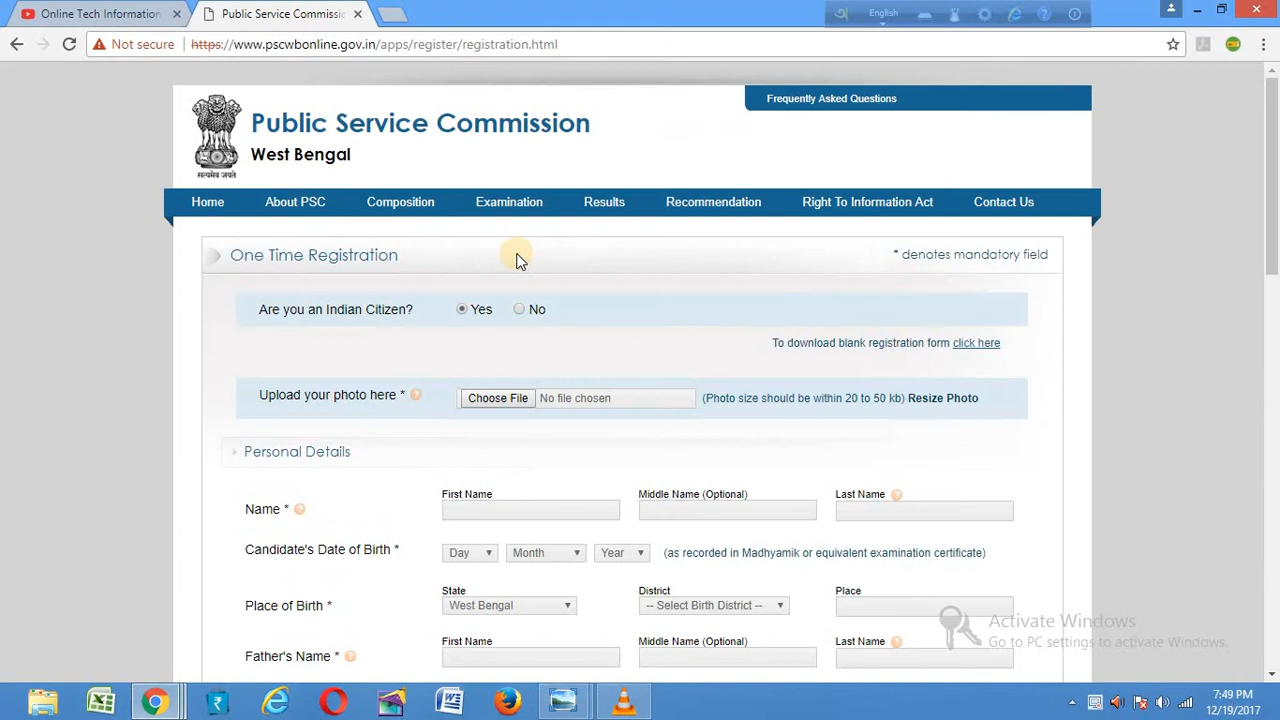 Online Tech Information
Public Service Commissio
English
Not secure
https://www.pscwbonline.gov.in/apps/register/registration.html
Frequently Asked Questions
Public Service Commission
West Bengal
सत्यमेव जयते
Home About PSC Composition Examination Results Recommendation Right To Information Act Contact Us
One Time Registration
* denotes mandatory field
Are you an Indian Citizen? Yes No
To download blank registration form click here
Upload your photo here * ? Choose File No file chosen (Photo size should be within 20 to 50 kb) Resize Photo
Personal Details
First Name Middle Name (Optional) Last Name ?
Name * ?
Candidate's Date of Birth * Day Month Year (as recorded in Madhyamik or equivalent examination certificate)
State District Place
Place of Birth * West Bengal -- Select Birth District --
First Name Middle Name (Optional) Last Name ?
Father's Name * ?
Activate Windows
Go to PC settings to activate Windows.
7:49 PM
12/19/2017